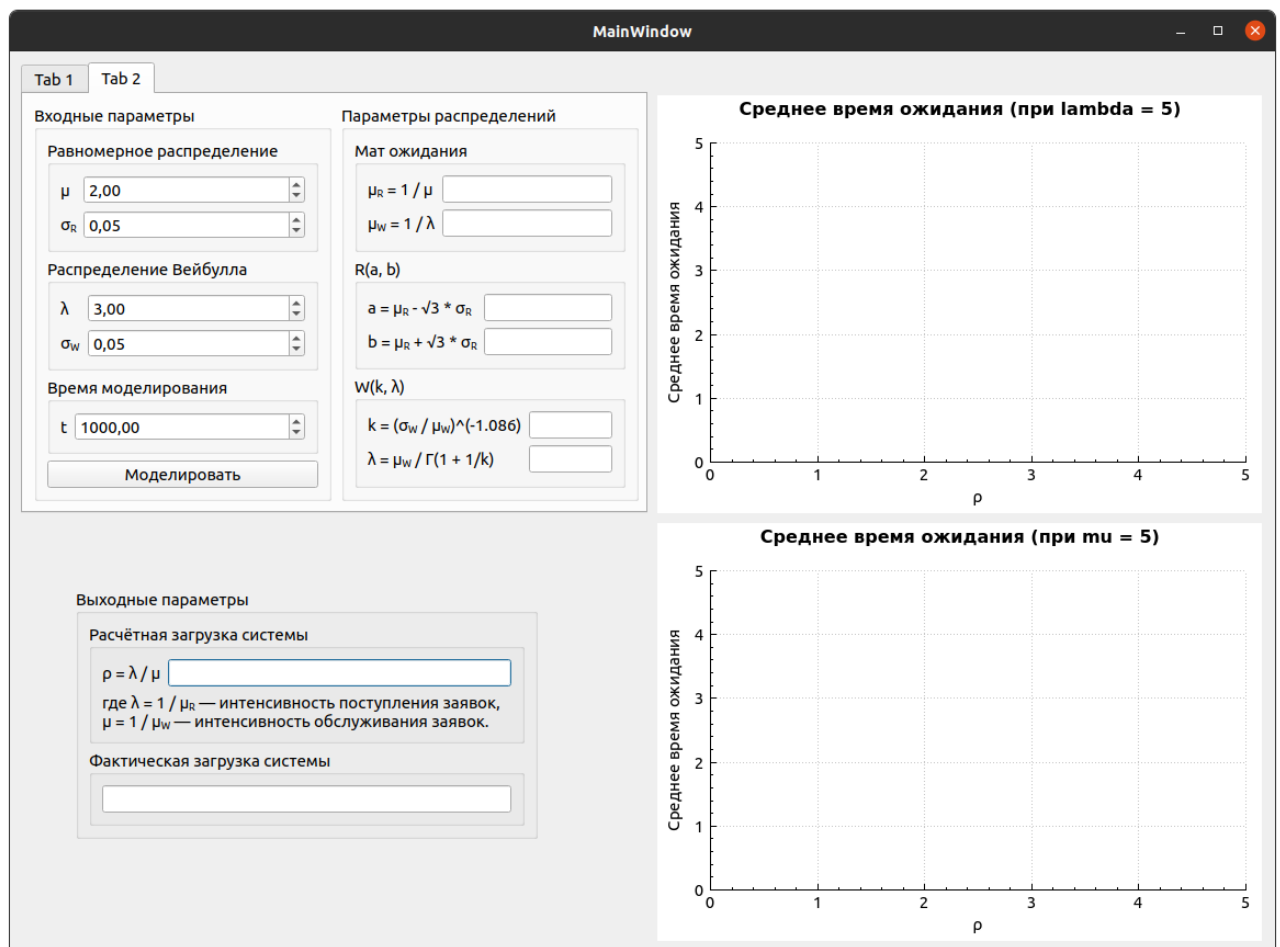 MainWindow
Tab 1
Tab 2
Входные параметры
Равномерное распределение
μ 2,00
σR 0,05
Распределение Вейбулла
λ 3,00
σW 0,05
Время моделирования
t 1000,00
Моделировать
Параметры распределений
Мат ожидания
μR = 1 / μ
μW = 1 / λ
R(a, b)
a = μR - √3 * σR
b = μR + √3 * σR
W(k, λ)
k = (σW / μW)^(-1.086)
λ = μW / Γ(1 + 1/k)
Выходные параметры
Расчётная загрузка системы
ρ = λ / μ
где λ = 1 / μR — интенсивность поступления заявок,
μ = 1 / μW — интенсивность обслуживания заявок.
Фактическая загрузка системы
Среднее время ожидания (при lambda = 5)
Среднее время ожидания
5
4
3
2
1
0
0 1 2 3 4 5
ρ
Среднее время ожидания (при mu = 5)
Среднее время ожидания
5
4
3
2
1
0
0 1 2 3 4 5
ρ